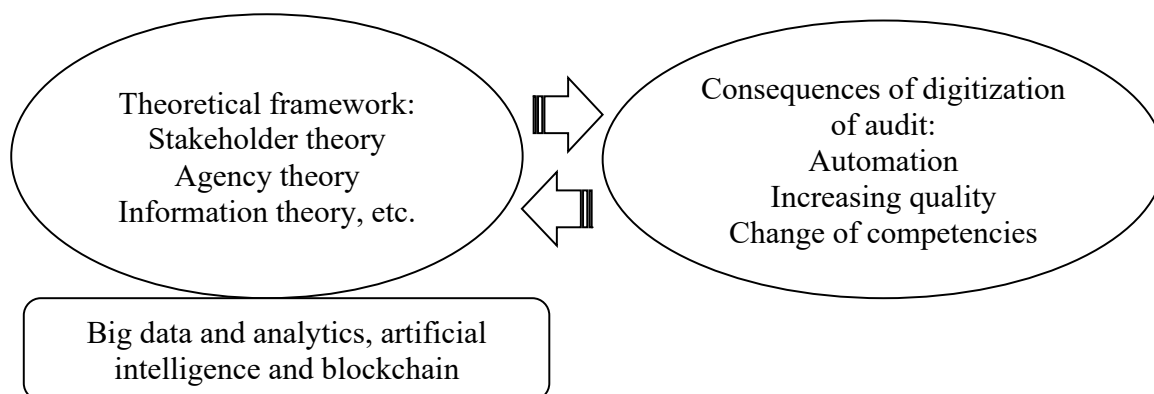 Theoretical framework:
Stakeholder theory
Agency theory
Information theory, etc.
Consequences of digitization
of audit:
Automation
Increasing quality
Change of competencies
Big data and analytics, artificial
intelligence and blockchain